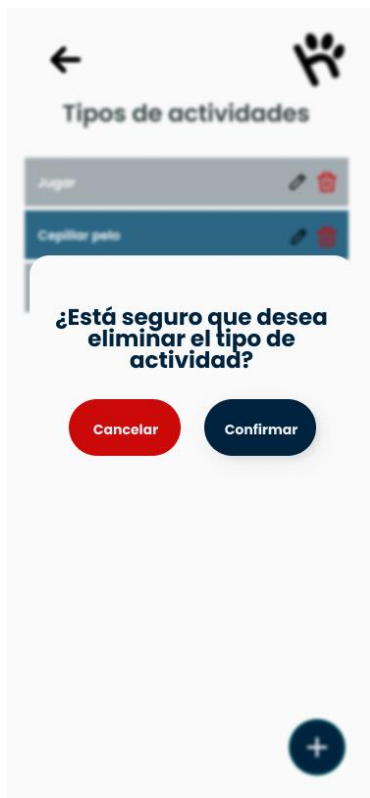 Tipos de actividades
Jugar
Cepillar pelo
¿Está seguro que desea
eliminar el tipo de
actividad?
Cancelar
Confirmar